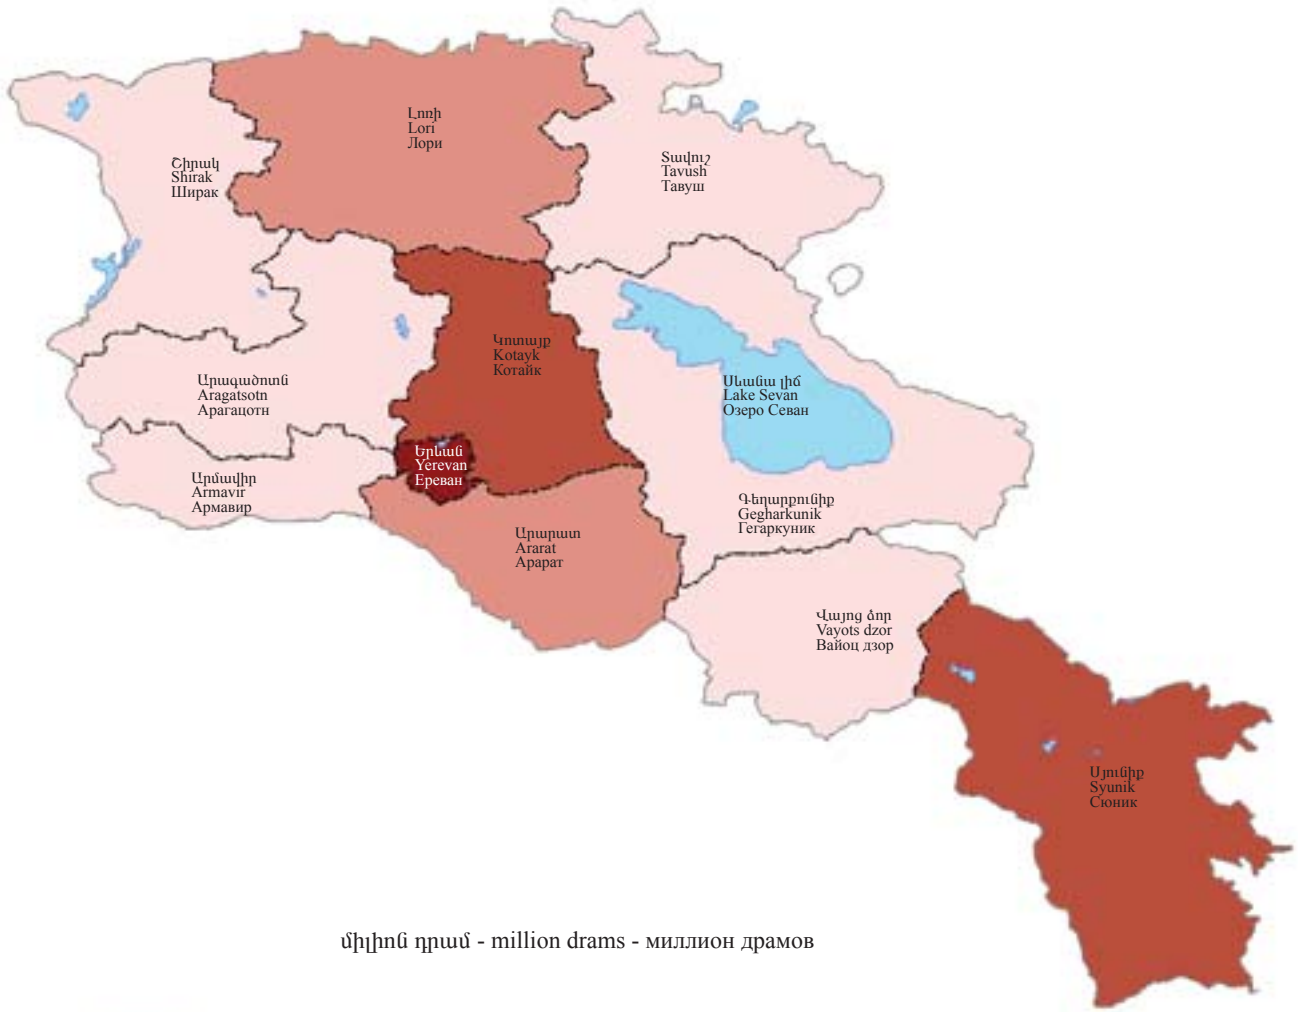 Լոռի
Lori
Лори
Շիրակ
Shirak
Ширак
Տավուշ
Tavush
Тавуш
Կոտայք
Kotayk
Котайк
Արագածոտն
Aragatsotn
Арагацотн
Սևանա լիճ
Lake Sevan
Озеро Севан
Երևան
Yerevan
Ереван
Արմավիր
Armavir
Армавир
Գեղարքունիք
Gegharkunik
Гегаркуник
Արարատ
Ararat
Арарат
Վայոց ձոր
Vayots dzor
Вайоц дзор
Սյունիք
Syunik
Сюник
միլիոն դրամ - million drams - миллион драмов